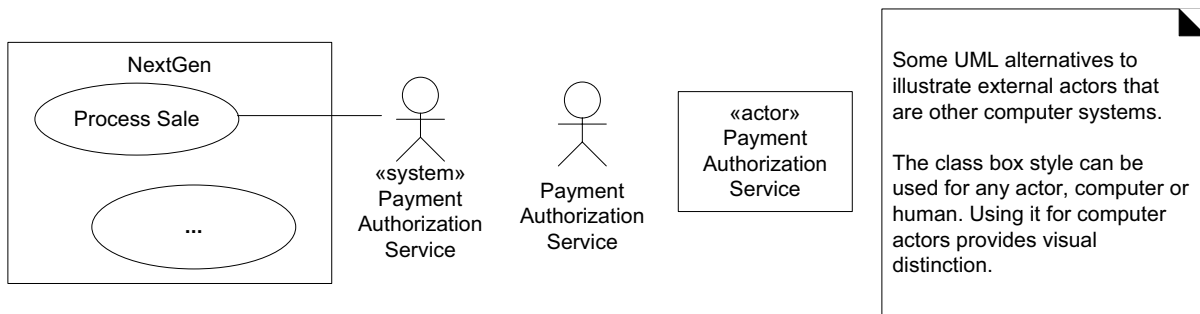 NextGen
Process Sale
...
«system»
Payment
Authorization
Service
Payment
Authorization
Service
«actor»
Payment
Authorization
Service
Some UML alternatives to
illustrate external actors that
are other computer systems.
The class box style can be
used for any actor, computer or
human. Using it for computer
actors provides visual
distinction.